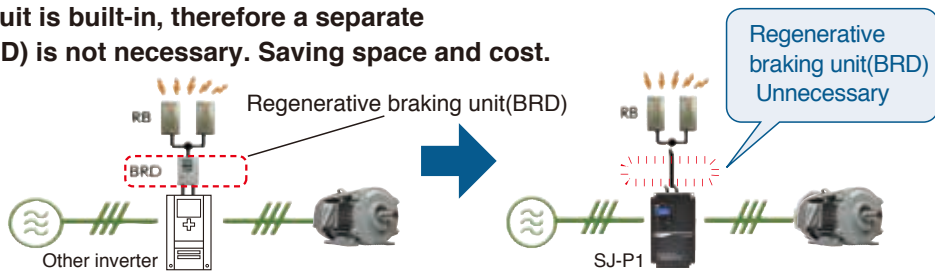 uit is built-in, therefore a separate
D) is not necessary. Saving space and cost.
Regenerative
braking unit(BRD)
Unnecessary
RB
Regenerative braking unit(BRD)
RB
BRD
Other inverter
SJ-P1